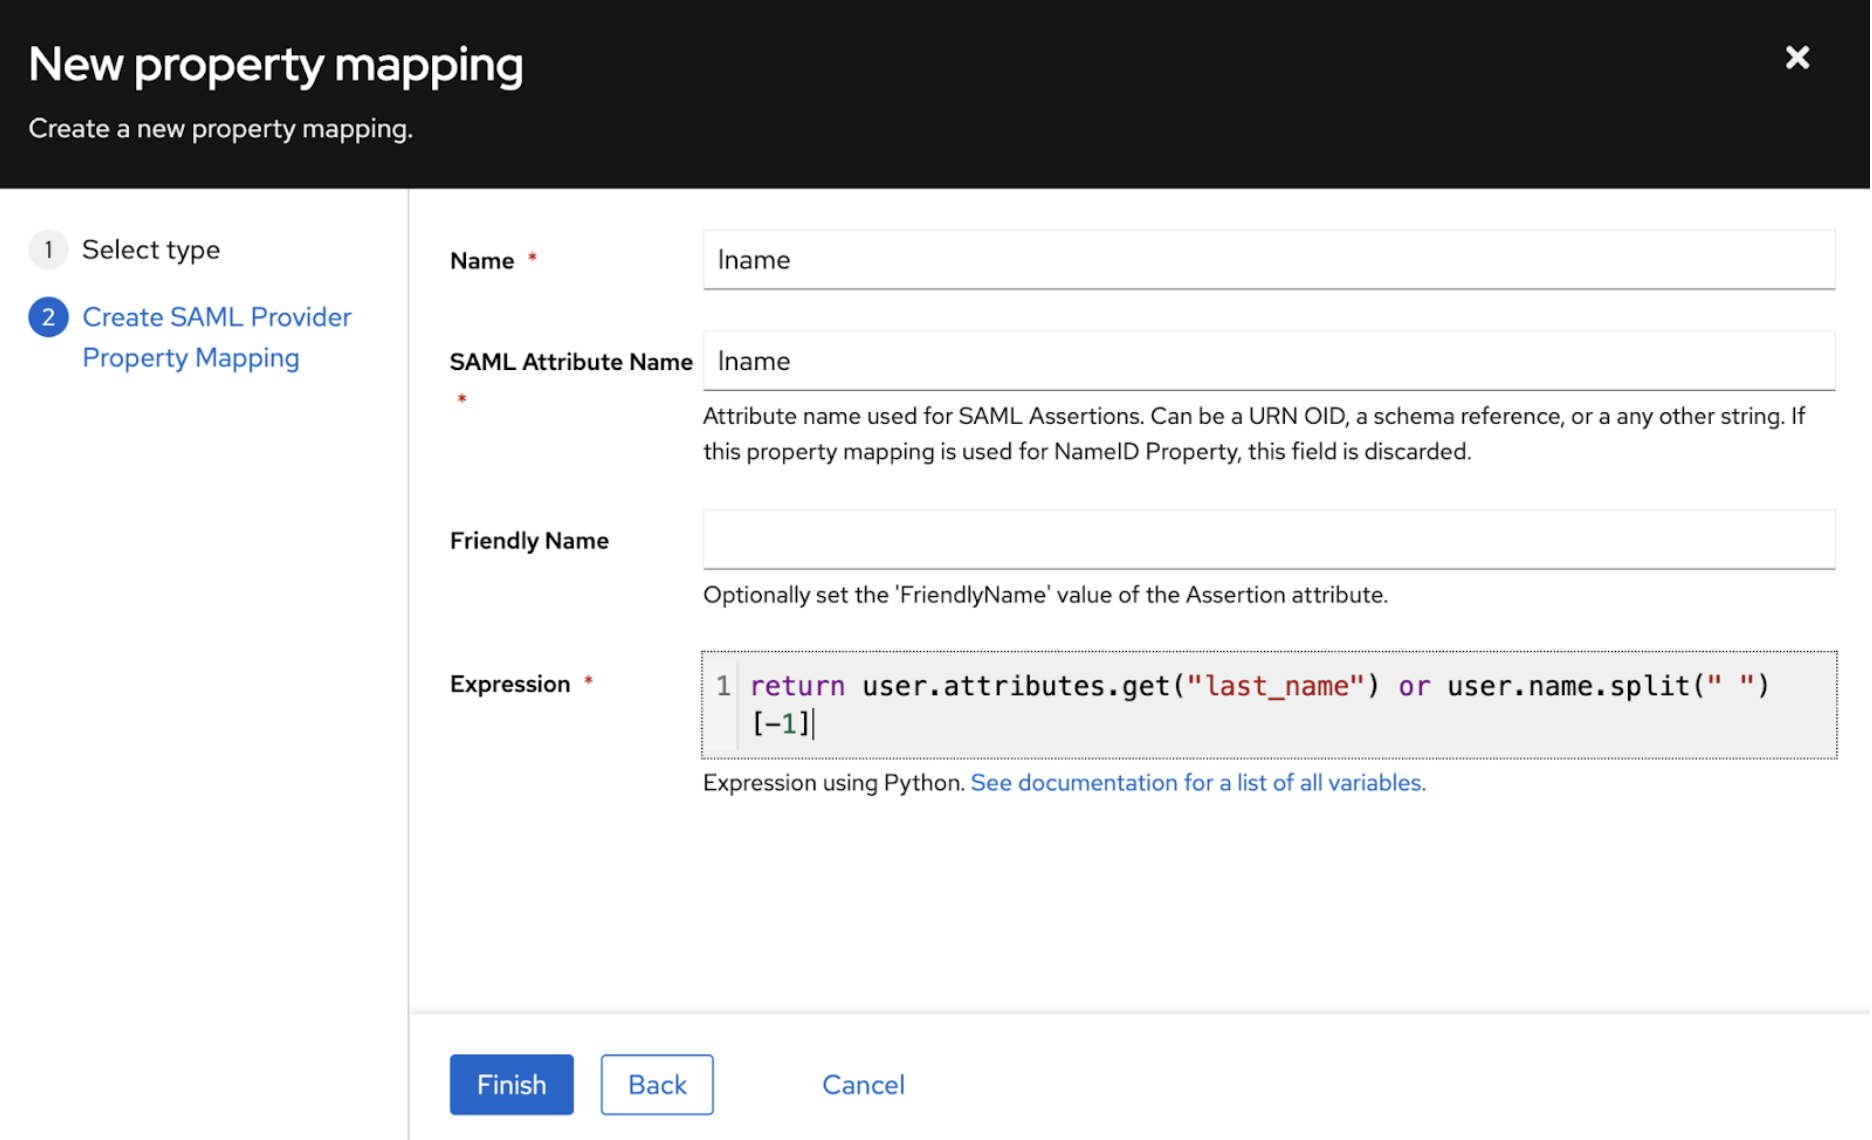 New property mapping
Create a new property mapping.
1 Select type
2 Create SAML Provider
Property Mapping
Name *
lname
SAML Attribute Name
*
lname
Attribute name used for SAML Assertions. Can be a URN OID, a schema reference, or a any other string. If
this property mapping is used for NameID Property, this field is discarded.
Friendly Name
Optionally set the 'FriendlyName' value of the Assertion attribute.
Expression *
1 return user.attributes.get("last_name") or user.name.split(" ")
[-1]
Expression using Python. See documentation for a list of all variables.
Finish
Back
Cancel